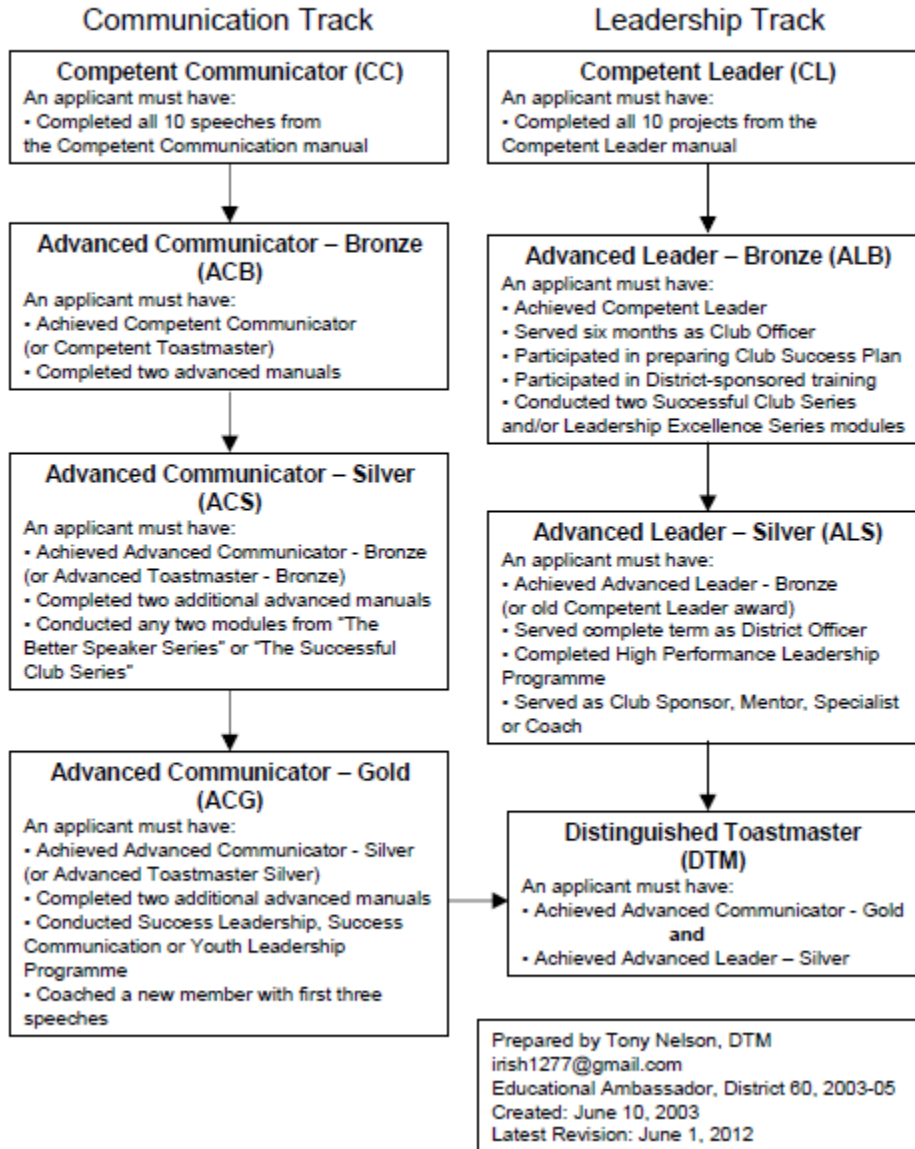 Communication Track
Competent Communicator (CC)
An applicant must have:
• Completed all 10 speeches from
the Competent Communication manual
Advanced Communicator – Bronze
(ACB)
An applicant must have:
• Achieved Competent Communicator
(or Competent Toastmaster)
• Completed two advanced manuals
Advanced Communicator – Silver
(ACS)
An applicant must have:
• Achieved Advanced Communicator - Bronze
(or Advanced Toastmaster - Bronze)
• Completed two additional advanced manuals
• Conducted any two modules from "The
Better Speaker Series" or "The Successful
Club Series"
Advanced Communicator – Gold
(ACG)
An applicant must have:
• Achieved Advanced Communicator - Silver
(or Advanced Toastmaster Silver)
• Completed two additional advanced manuals
• Conducted Success Leadership, Success
Communication or Youth Leadership
Programme
• Coached a new member with first three
speeches
Leadership Track
Competent Leader (CL)
An applicant must have:
• Completed all 10 projects from the
Competent Leader manual
Advanced Leader – Bronze (ALB)
An applicant must have:
• Achieved Competent Leader
• Served six months as Club Officer
• Participated in preparing Club Success Plan
• Participated in District-sponsored training
• Conducted two Successful Club Series
and/or Leadership Excellence Series modules
Advanced Leader – Silver (ALS)
An applicant must have:
• Achieved Advanced Leader - Bronze
(or old Competent Leader award)
• Served complete term as District Officer
• Completed High Performance Leadership
Programme
• Served as Club Sponsor, Mentor, Specialist
or Coach
Distinguished Toastmaster
(DTM)
An applicant must have:
• Achieved Advanced Communicator - Gold
and
• Achieved Advanced Leader – Silver
Prepared by Tony Nelson, DTM
irish1277@gmail.com
Educational Ambassador, District 60, 2003-05
Created: June 10, 2003
Latest Revision: June 1, 2012